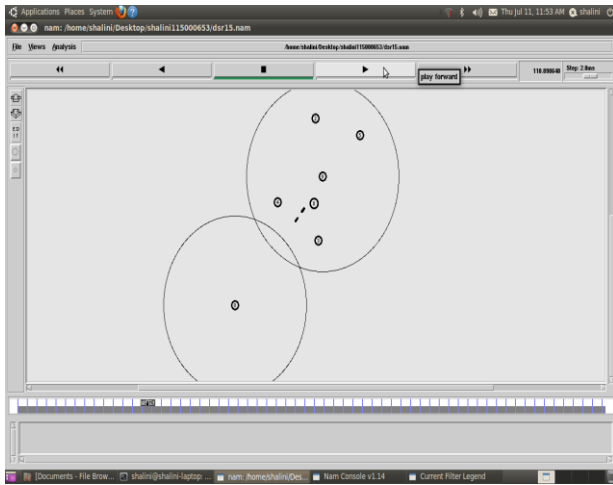 Applications Places System
Thu Jul 11, 11:53 AM shalini
nam: /home/shalini/Desktop/shalini115000653/dsr15.nam
File Views Analysis /home/shalini/Desktop/shalini115000653/dsr15.nam
play forward
Step: 2.0ms
[Documents - File Brow... shalini@shalini-laptop: ... nam: /home/shalini/Des... Nam Console v1.14 Current Filter Legend